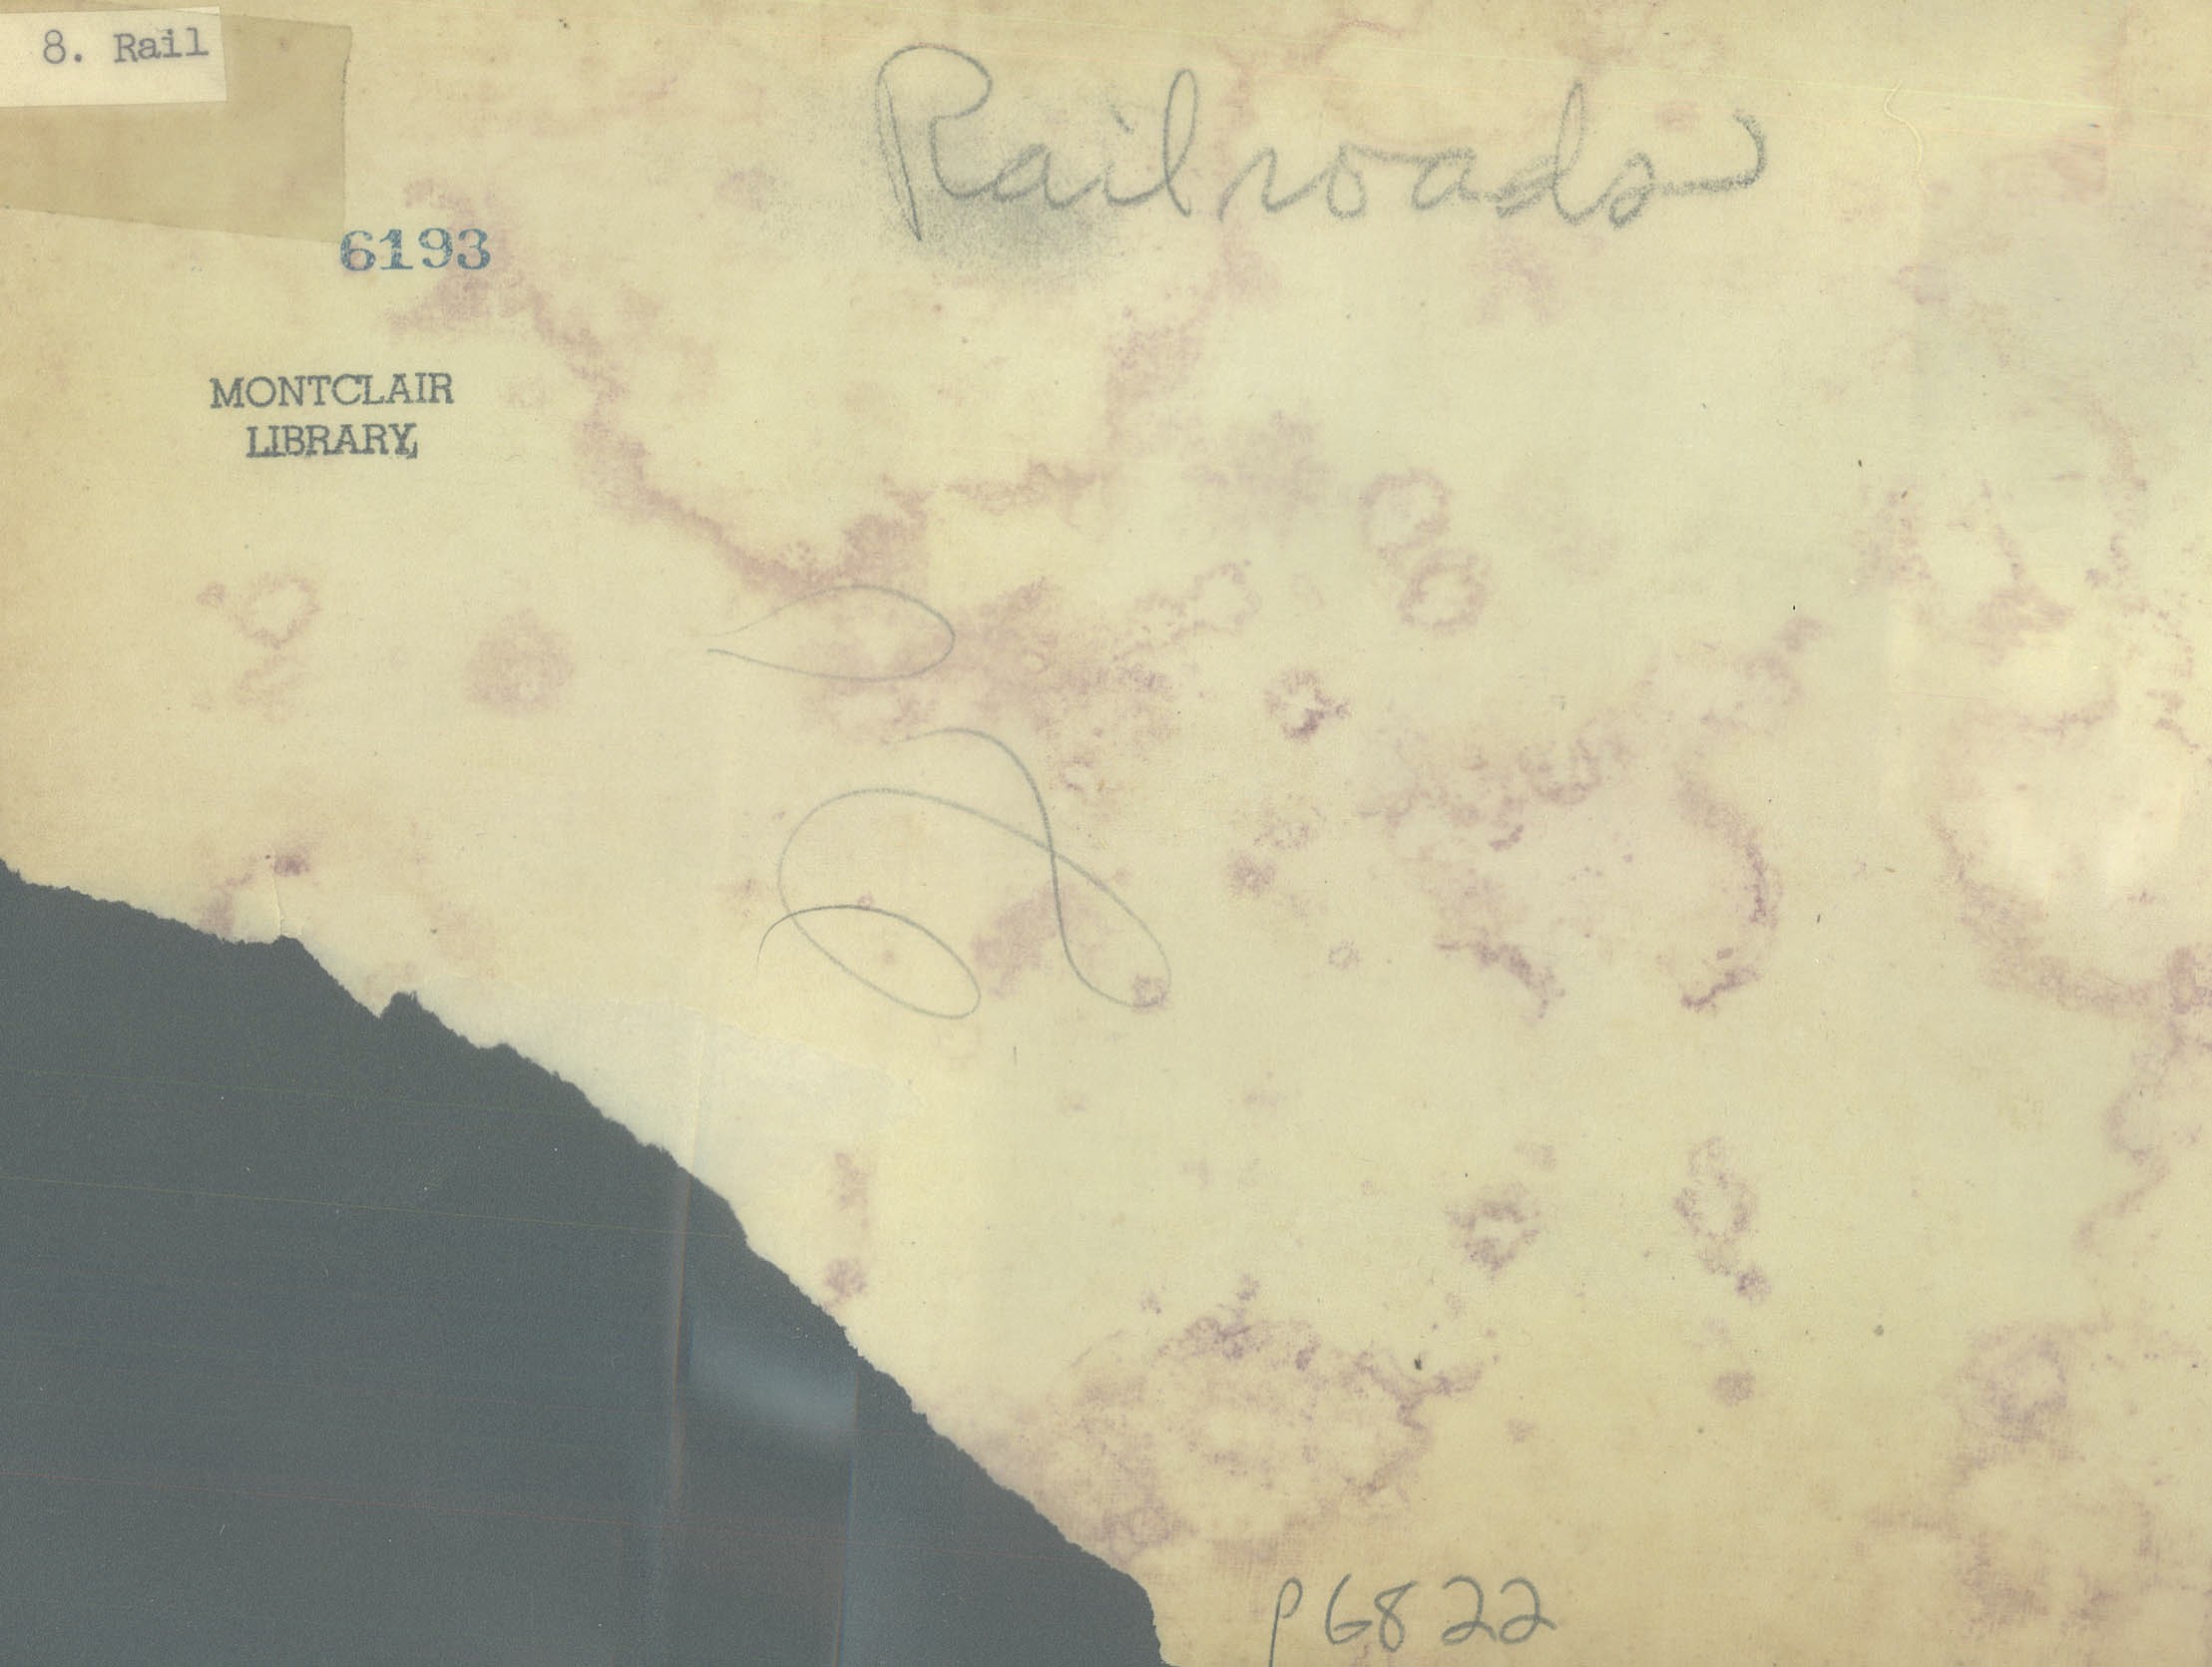 8. Rail
Railroads
6193
MONTCLAIR
LIBRARY,
P6822